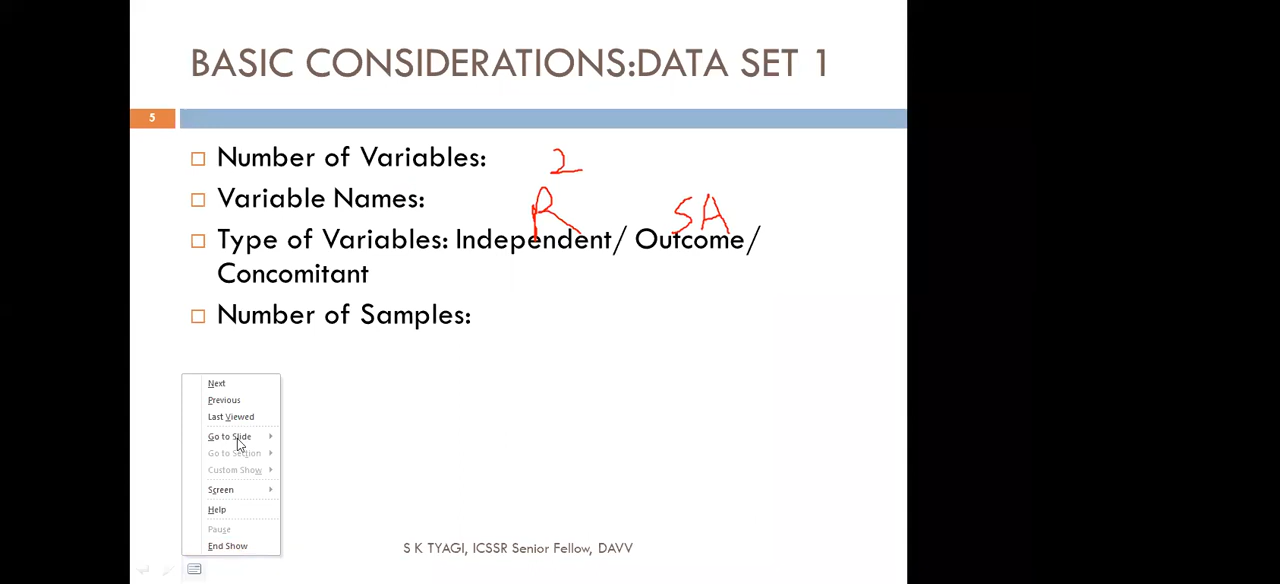 BASIC CONSIDERATIONS:DATA SET 1
5
Number of Variables: 2
Variable Names: R SA
Type of Variables: Independent/ Outcome/
Concomitant
Number of Samples:
Next
Previous
Last Viewed
Go to Slide
Go to Section
Custom Show
Screen
Help
Pause
End Show
S K TYAGI, ICSSR Senior Fellow, DAVV